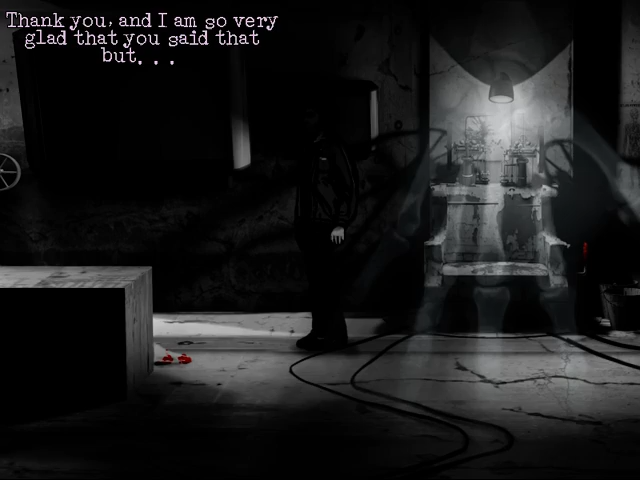 Thank you, and I am so very
glad that you said that
but. . .